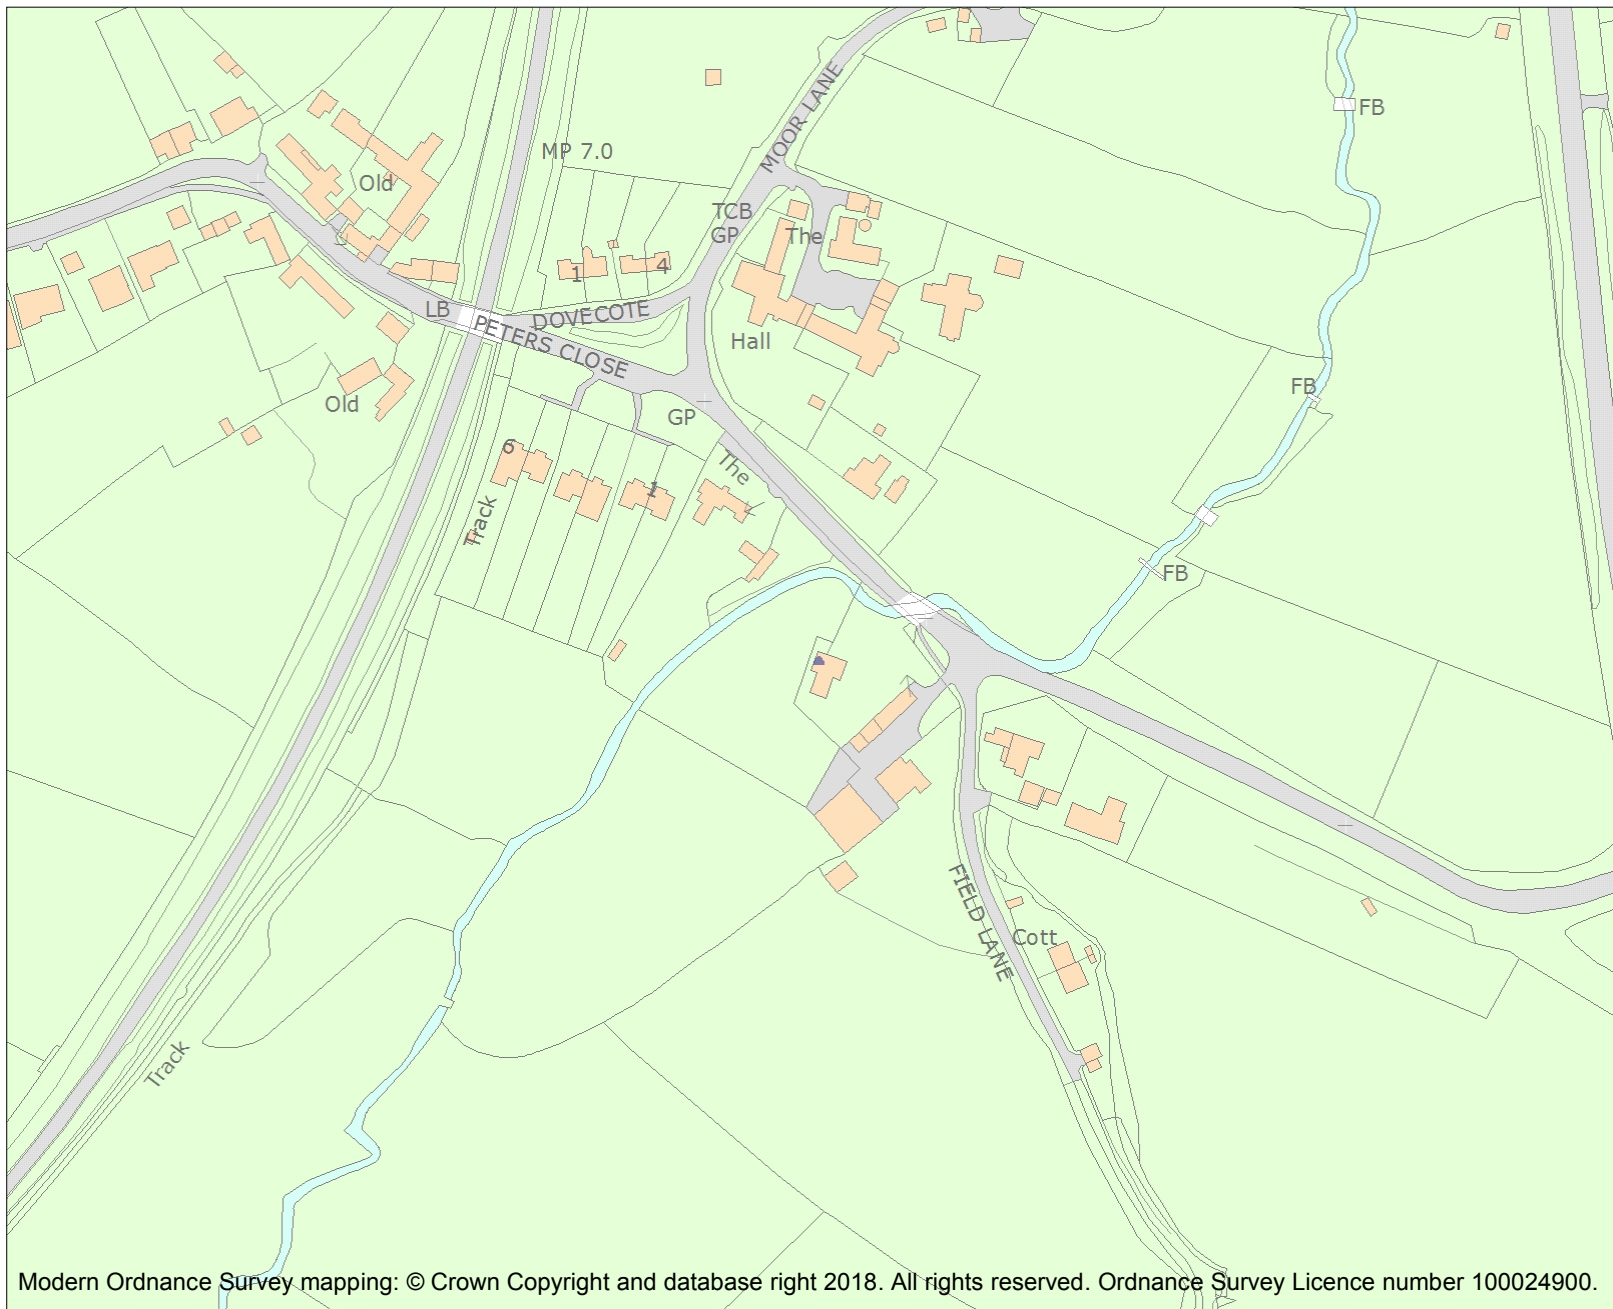 FB
MOOR LANE
MP 7.0
Old
TCB
GP
The
1
4
LB
DOVECOTE
PETERS CLOSE
Hall
FB
Old
GP
6
The
1
Track
FB
FIELD LANE
Cott
Track
Modern Ordnance Survey mapping: © Crown Copyright and database right 2018. All rights reserved. Ordnance Survey Licence number 100024900.